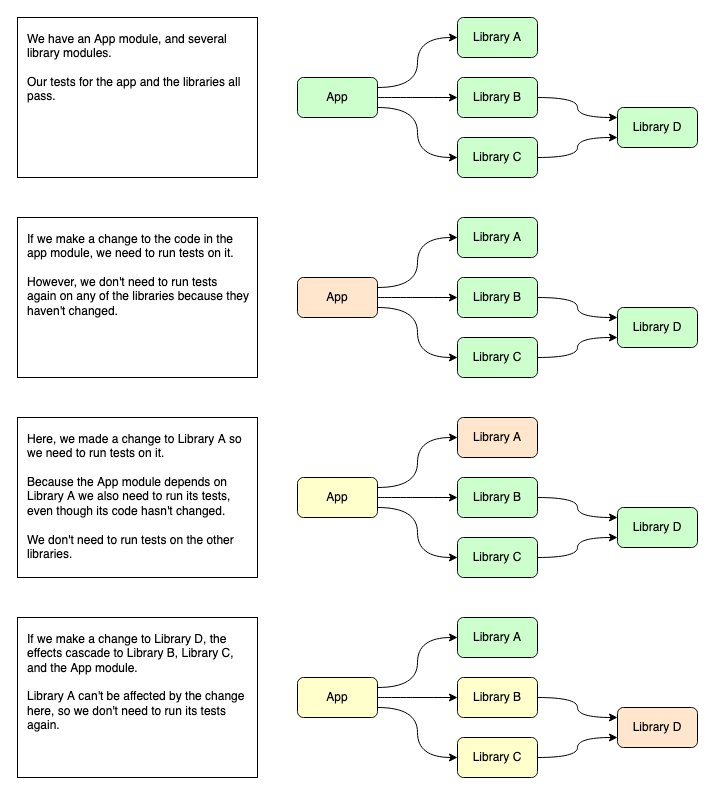 We have an App module, and several
library modules.
Our tests for the app and the libraries all
pass.
App
Library A
Library B
Library C
Library D
If we make a change to the code in the
app module, we need to run tests on it.
However, we don't need to run tests
again on any of the libraries because they
haven't changed.
App
Library A
Library B
Library C
Library D
Here, we made a change to Library A so
we need to run tests on it.
Because the App module depends on
Library A we also need to run its tests,
even though its code hasn't changed.
We don't need to run tests on the other
libraries.
App
Library A
Library B
Library C
Library D
If we make a change to Library D, the
effects cascade to Library B, Library C,
and the App module.
Library A can't be affected by the change
here, so we don't need to run its tests
again.
App
Library A
Library B
Library C
Library D